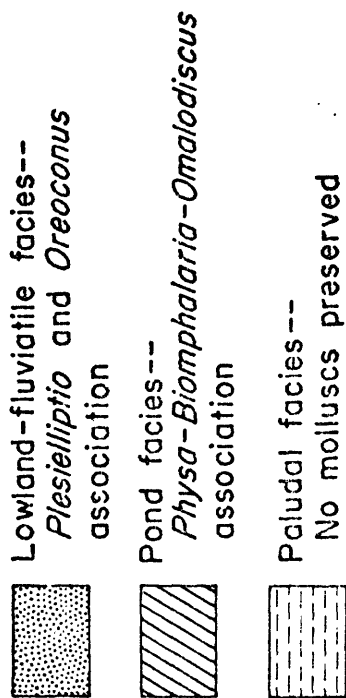 Lowland-fluviatile facies--
Plesielliptio and Oreoconus
association
Pond facies--
Physa-Biomphalaria-Omalodiscus
association
Paludal facies--
No molluscs preserved